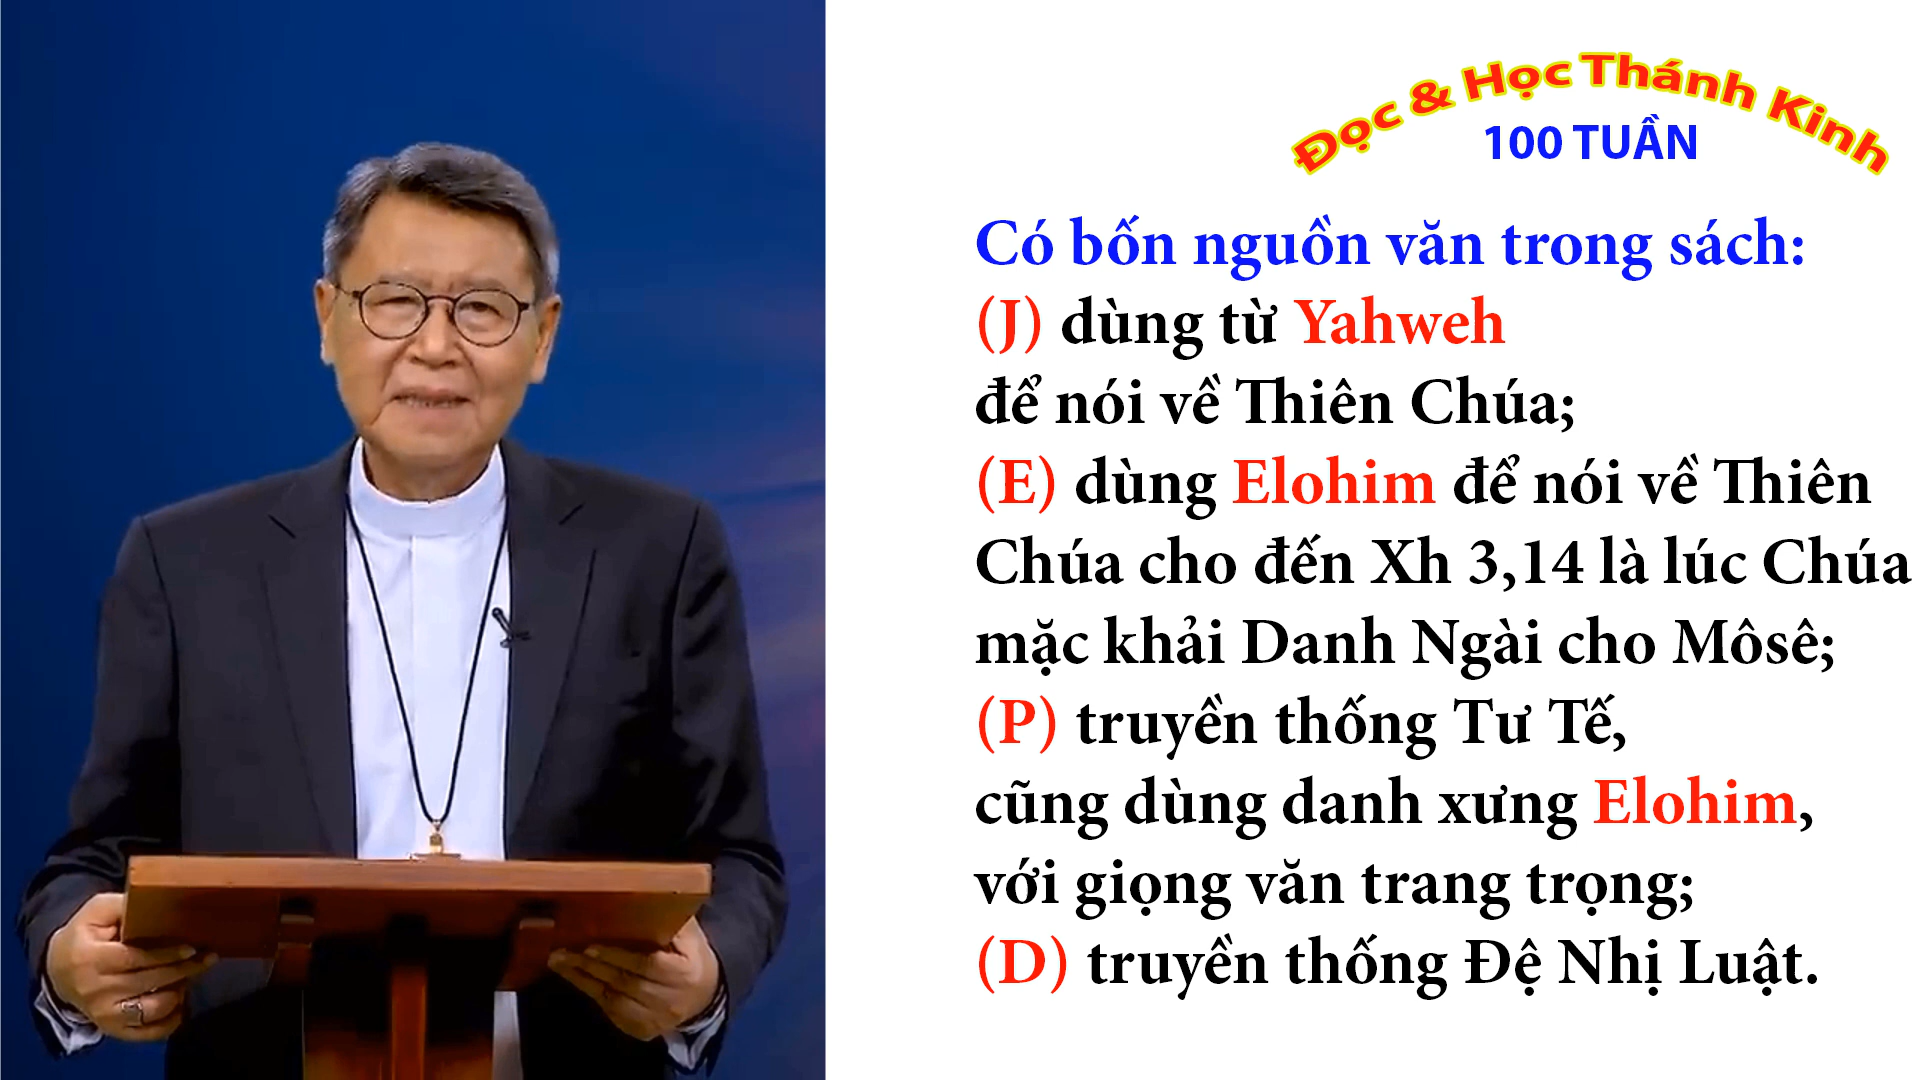 Đọc & Học Thánh Kinh
100 TUẦN
Có bốn nguồn văn trong sách:
(J) dùng từ Yahweh
để nói về Thiên Chúa;
(E) dùng Elohim để nói về Thiên
Chúa cho đến Xh 3,14 là lúc Chúa
mặc khải Danh Ngài cho Môsê;
(P) truyền thống Tư Tế,
cũng dùng danh xưng Elohim,
với giọng văn trang trọng;
(D) truyền thống Đệ Nhị Luật.